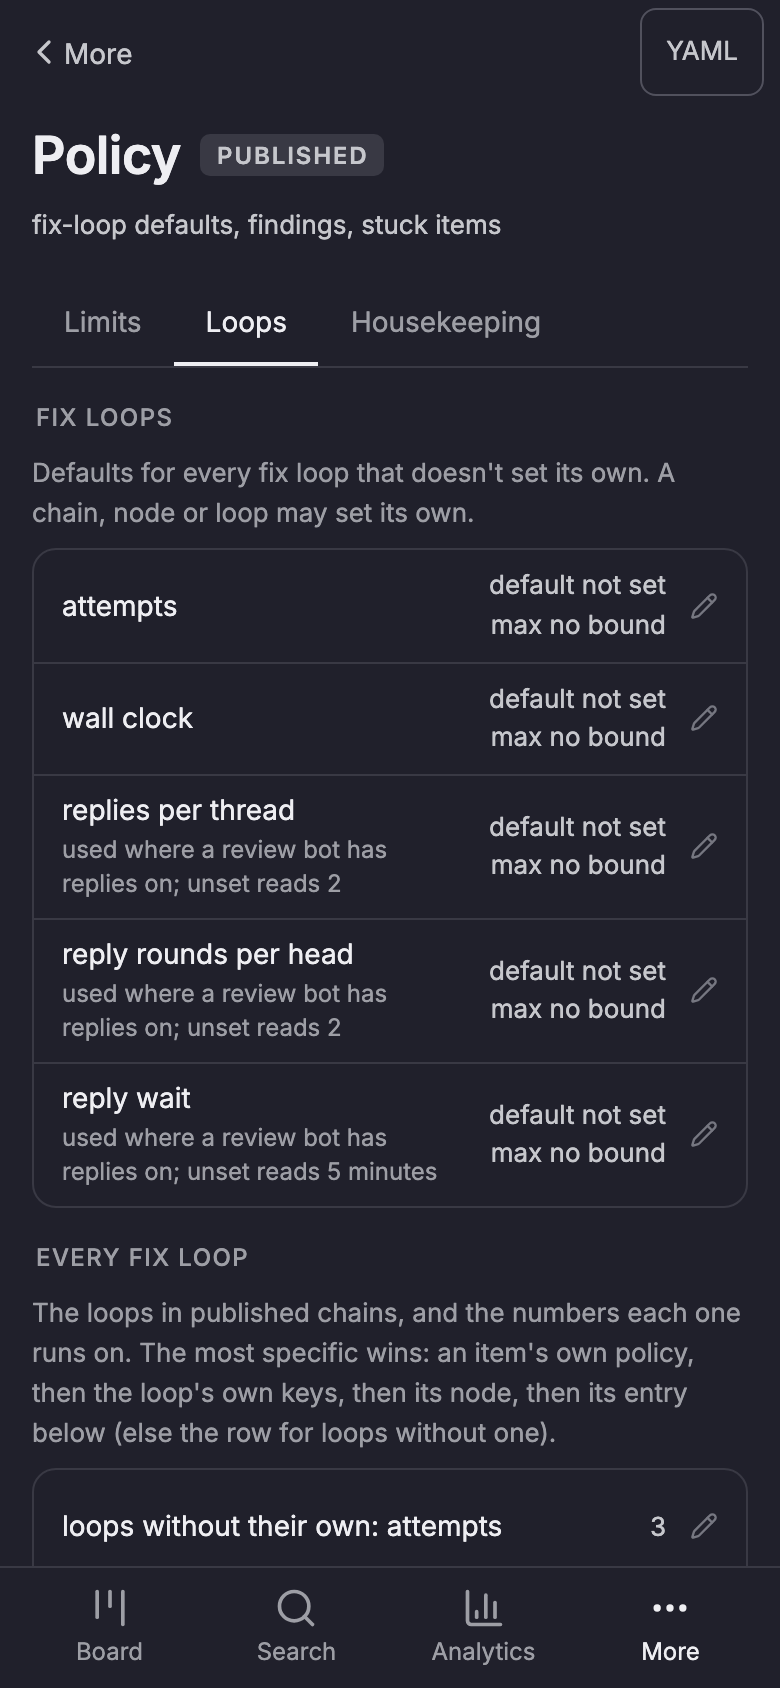 More
YAML
Policy
PUBLISHED
fix-loop defaults, findings, stuck items
Limits
Loops
Housekeeping
FIX LOOPS
Defaults for every fix loop that doesn't set its own. A
chain, node or loop may set its own.
attempts
default not set
max no bound
wall clock
default not set
max no bound
replies per thread
used where a review bot has
replies on; unset reads 2
default not set
max no bound
reply rounds per head
used where a review bot has
replies on; unset reads 2
default not set
max no bound
reply wait
used where a review bot has
replies on; unset reads 5 minutes
default not set
max no bound
EVERY FIX LOOP
The loops in published chains, and the numbers each one
runs on. The most specific wins: an item's own policy,
then the loop's own keys, then its node, then its entry
below (else the row for loops without one).
loops without their own: attempts
3
Board
Search
Analytics
More